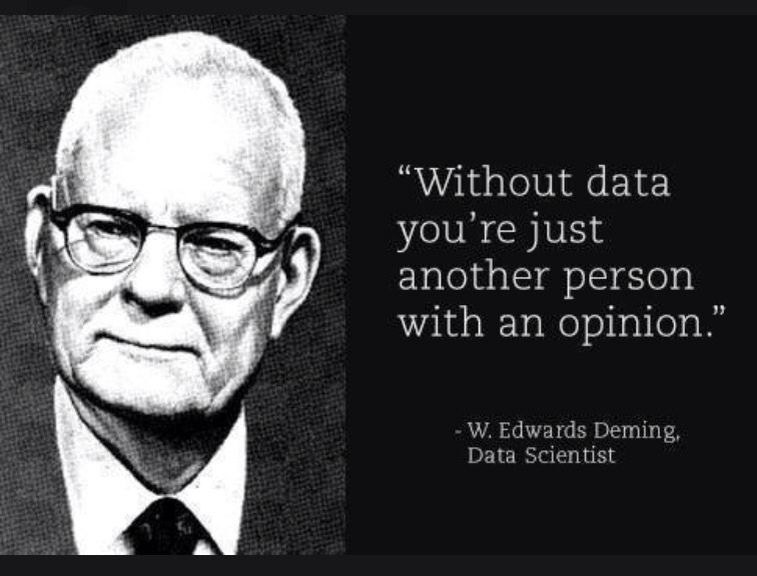 “Without data
you’re just
another person
with an opinion.”
- W. Edwards Deming,
Data Scientist